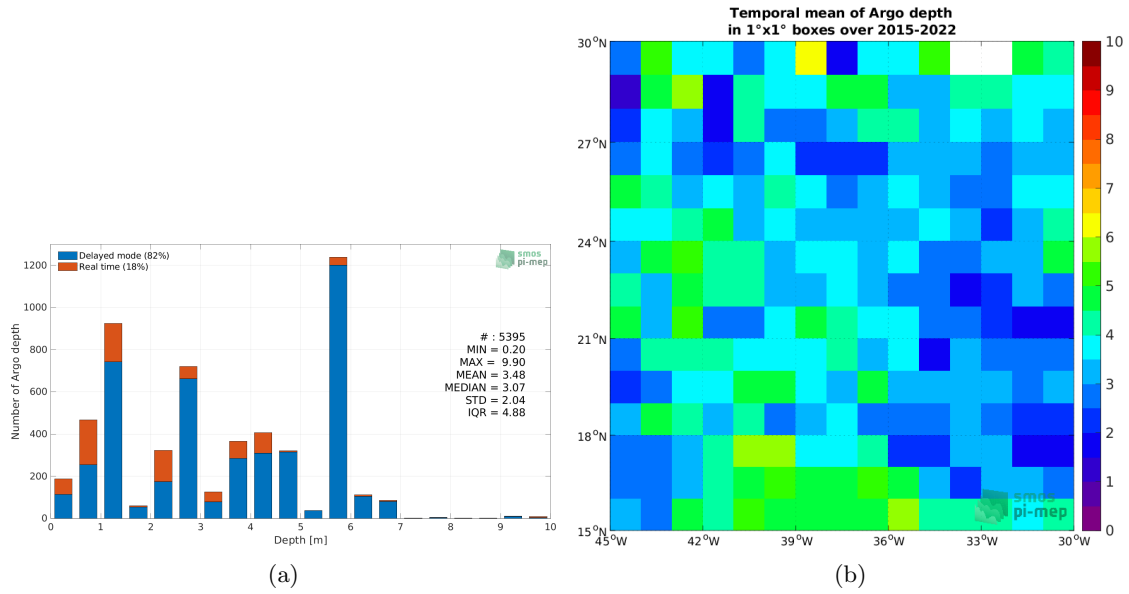 Temporal mean of Argo depth
in 1°x1° boxes over 2015-2022
Delayed mode (82%)
Real time (18%)
smos
pi-mep
# : 5395
MIN = 0.20
MAX = 9.90
MEAN = 3.48
MEDIAN = 3.07
STD = 2.04
IQR = 4.88
Number of Argo depth
1200
1000
800
600
400
200
0
0 1 2 3 4 5 6 7 8 9 10
Depth [m]
(a)
30°N
27°N
24°N
21°N
18°N
15°N
45°W 42°W 39°W 36°W 33°W 30°W
smos
pi-mep
10
9
8
7
6
5
4
3
2
1
0
(b)